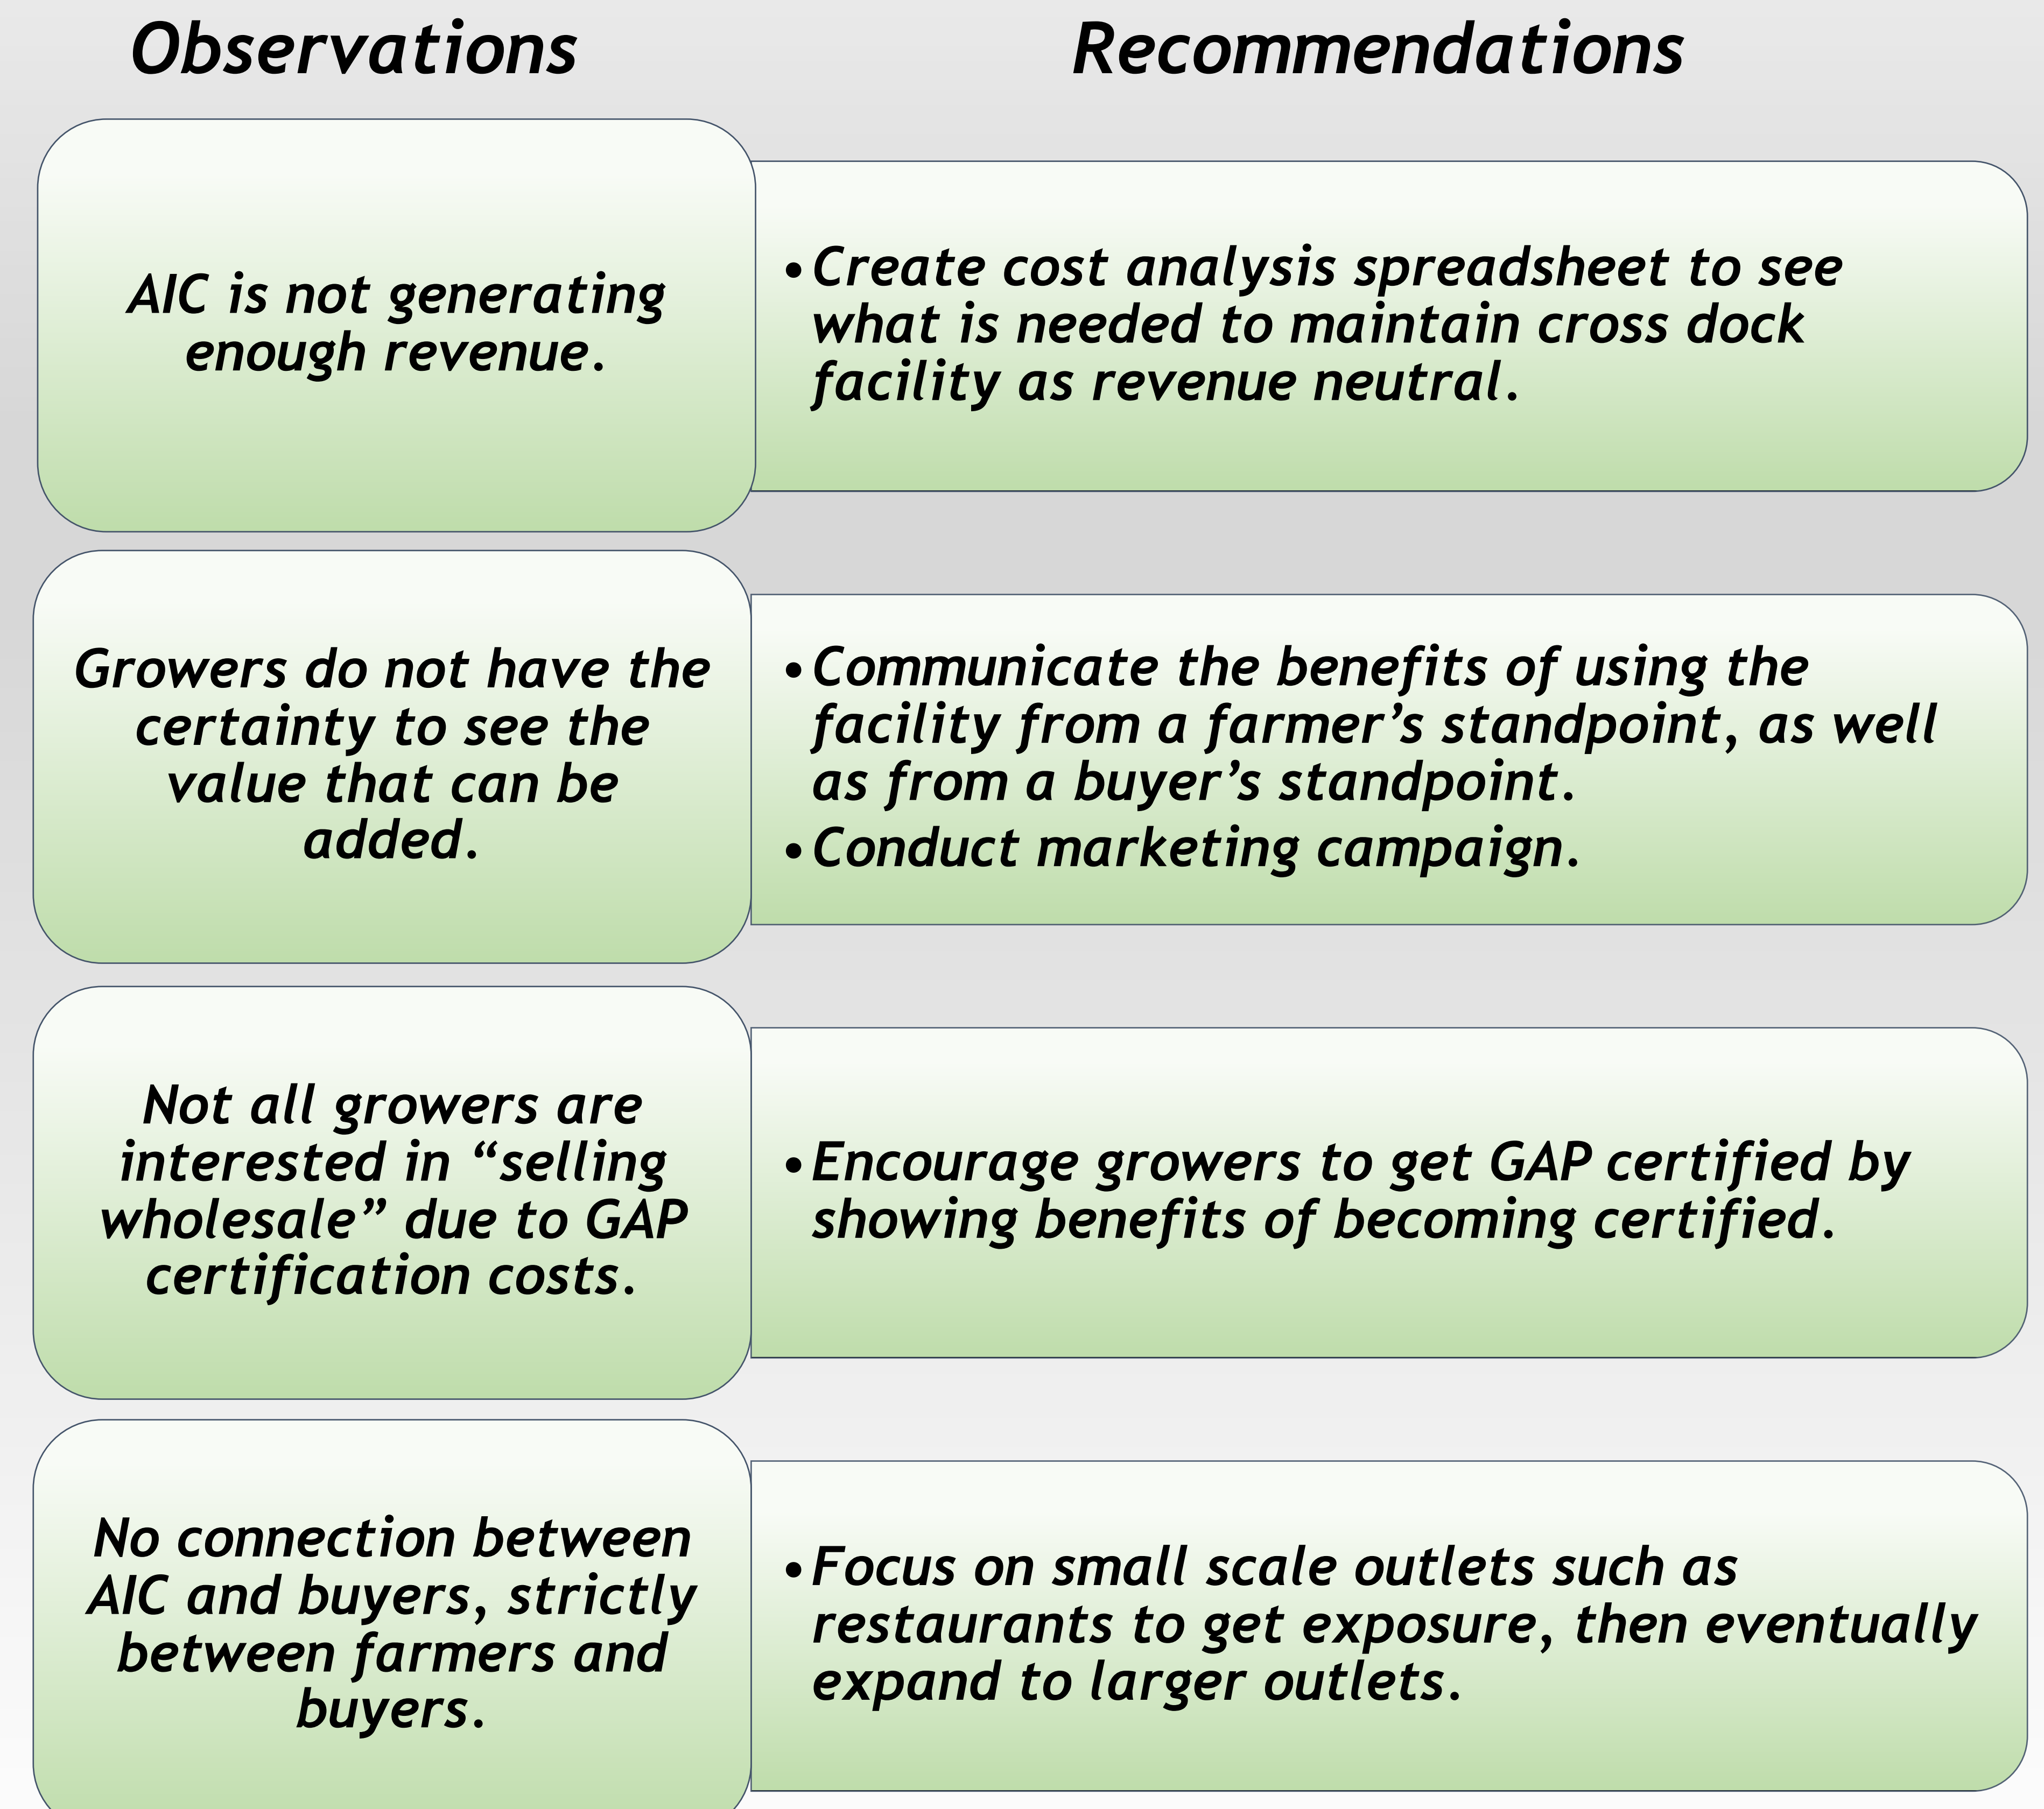 Observations
Recommendations
AIC is not generating
enough revenue.
•Create cost analysis spreadsheet to see
what is needed to maintain cross dock
facility as revenue neutral.
Growers do not have the
certainty to see the
value that can be
added.
•Communicate the benefits of using the
facility from a farmer’s standpoint, as well
as from a buyer’s standpoint.
•Conduct marketing campaign.
Not all growers are
interested in “selling
wholesale” due to GAP
certification costs.
•Encourage growers to get GAP certified by
showing benefits of becoming certified.
No connection between
AIC and buyers, strictly
between farmers and
buyers.
•Focus on small scale outlets such as
restaurants to get exposure, then eventually
expand to larger outlets.